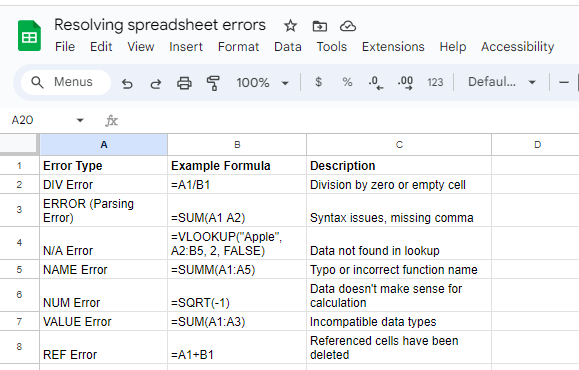 Resolving spreadsheet errors
File Edit View Insert Format Data Tools Extensions Help Accessibility
Menus 100% $ % .0 .00 123 Defaul...
A20 fx
A B C D
1 Error Type Example Formula Description
2 DIV Error =A1/B1 Division by zero or empty cell
ERROR (Parsing
3 Error) =SUM(A1 A2) Syntax issues, missing comma
=VLOOKUP("Apple",
4 N/A Error A2:B5, 2, FALSE) Data not found in lookup
5 NAME Error =SUMM(A1:A5) Typo or incorrect function name
Data doesn't make sense for
6 NUM Error =SQRT(-1) calculation
7 VALUE Error =SUM(A1:A3) Incompatible data types
Referenced cells have been
8 REF Error =A1+B1 deleted